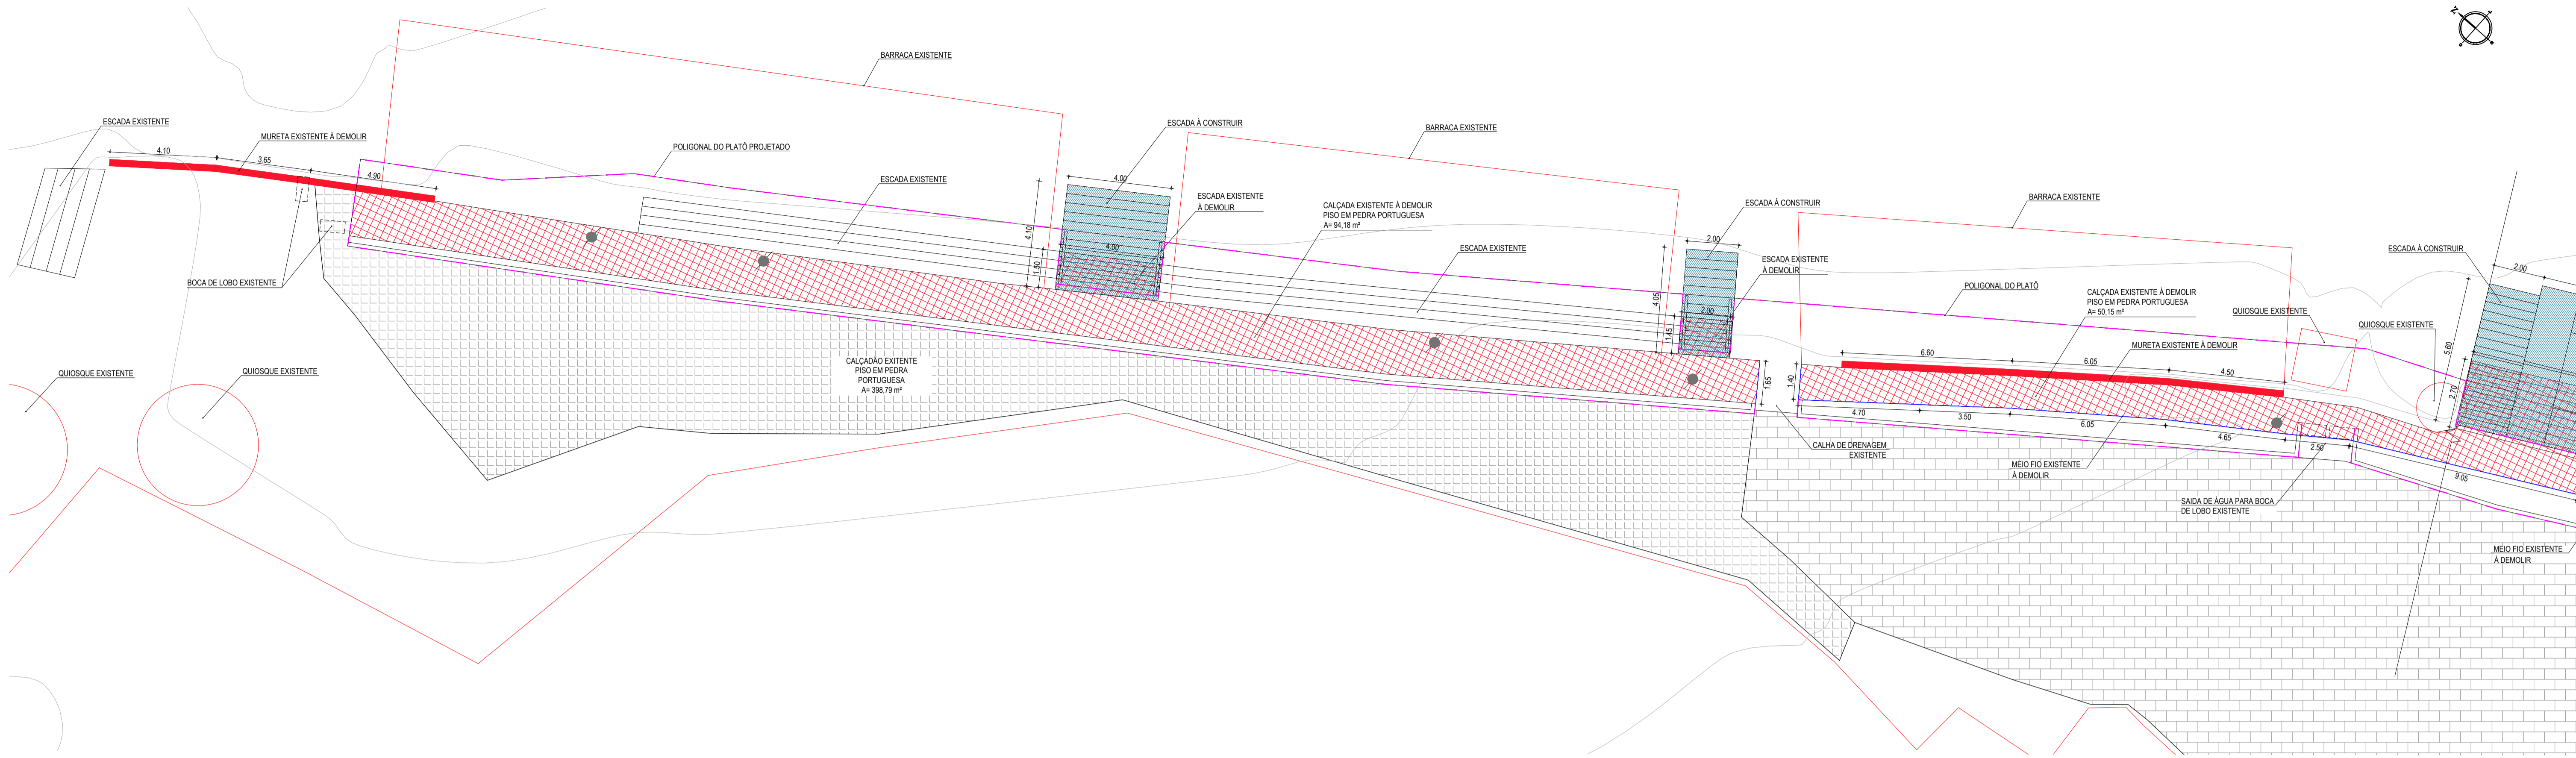 N
BARRACA EXISTENTE
ESCADA EXISTENTE
MURETA EXISTENTE À DEMOLIR
4.10
3.65
4.90
POLIGONAL DO PLATÔ PROJETADO
ESCADA EXISTENTE
BOCA DE LOBO EXISTENTE
QUIOSQUE EXISTENTE
QUIOSQUE EXISTENTE
ESCADA À CONSTRUIR
4.00
4.10
1.50
4.00
ESCADA EXISTENTE
À DEMOLIR
BARRACA EXISTENTE
CALÇADA EXISTENTE À DEMOLIR
PISO EM PEDRA PORTUGUESA
A= 94,18 m²
ESCADA EXISTENTE
CALÇADÃO EXITENTE
PISO EM PEDRA
PORTUGUESA
A= 398,79 m²
ESCADA À CONSTRUIR
2.00
4.05
1.45
2.00
ESCADA EXISTENTE
À DEMOLIR
1.65
1.40
BARRACA EXISTENTE
POLIGONAL DO PLATÔ
CALÇADA EXISTENTE À DEMOLIR
PISO EM PEDRA PORTUGUESA
A= 50,15 m²
MURETA EXISTENTE À DEMOLIR
6.60
6.05
4.50
4.70
3.50
6.05
4.65
2.50
9.05
CALHA DE DRENAGEM
EXISTENTE
MEIO FIO EXISTENTE
À DEMOLIR
SAIDA DE ÁGUA PARA BOCA
DE LOBO EXISTENTE
QUIOSQUE EXISTENTE
QUIOSQUE EXISTENTE
ESCADA À CONSTRUIR
2.00
5.60
2.70
MEIO FIO EXISTENTE
À DEMOLIR